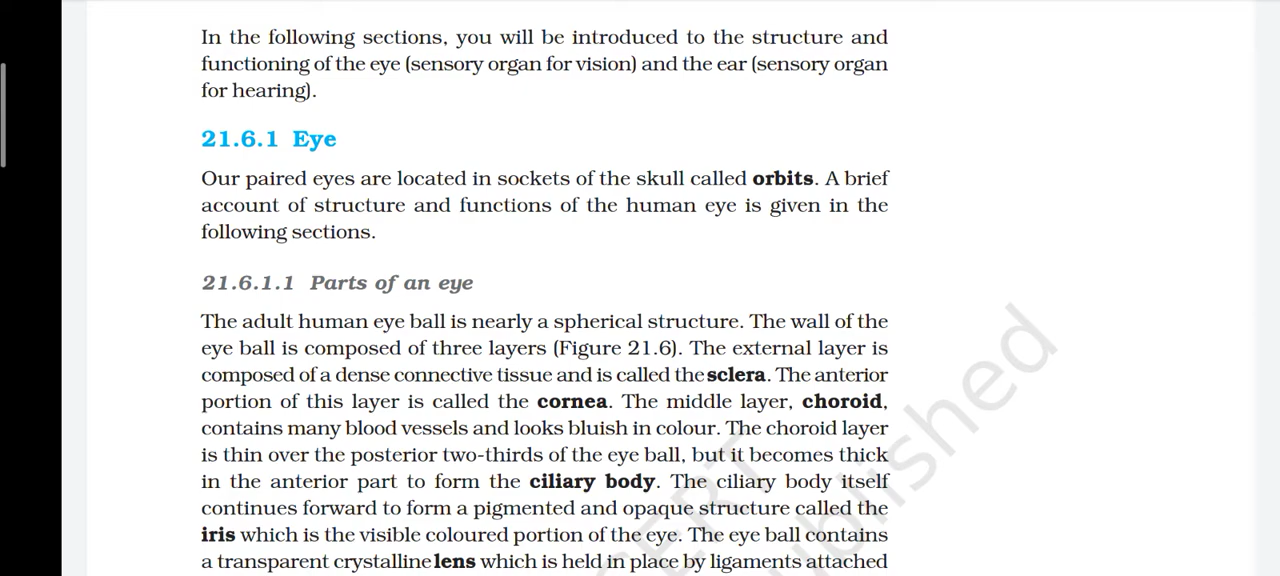 In the following sections, you will be introduced to the structure and
functioning of the eye (sensory organ for vision) and the ear (sensory organ
for hearing).
21.6.1 Eye
Our paired eyes are located in sockets of the skull called orbits. A brief
account of structure and functions of the human eye is given in the
following sections.
21.6.1.1 Parts of an eye
The adult human eye ball is nearly a spherical structure. The wall of the
eye ball is composed of three layers (Figure 21.6). The external layer is
composed of a dense connective tissue and is called the sclera. The anterior
portion of this layer is called the cornea. The middle layer, choroid,
contains many blood vessels and looks bluish in colour. The choroid layer
is thin over the posterior two-thirds of the eye ball, but it becomes thick
in the anterior part to form the ciliary body. The ciliary body itself
continues forward to form a pigmented and opaque structure called the
iris which is the visible coloured portion of the eye. The eye ball contains
a transparent crystalline lens which is held in place by ligaments attached